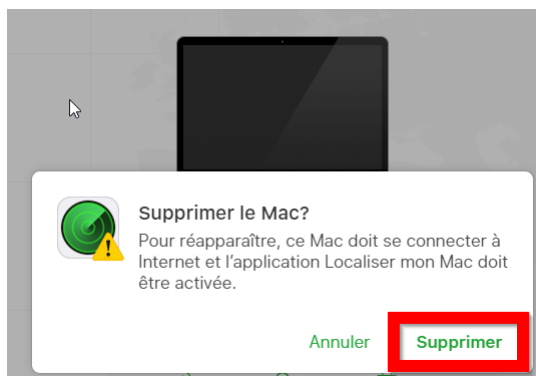 Supprimer le Mac?
Pour réapparaître, ce Mac doit se connecter à
Internet et l'application Localiser mon Mac doit
être activée.
Annuler Supprimer